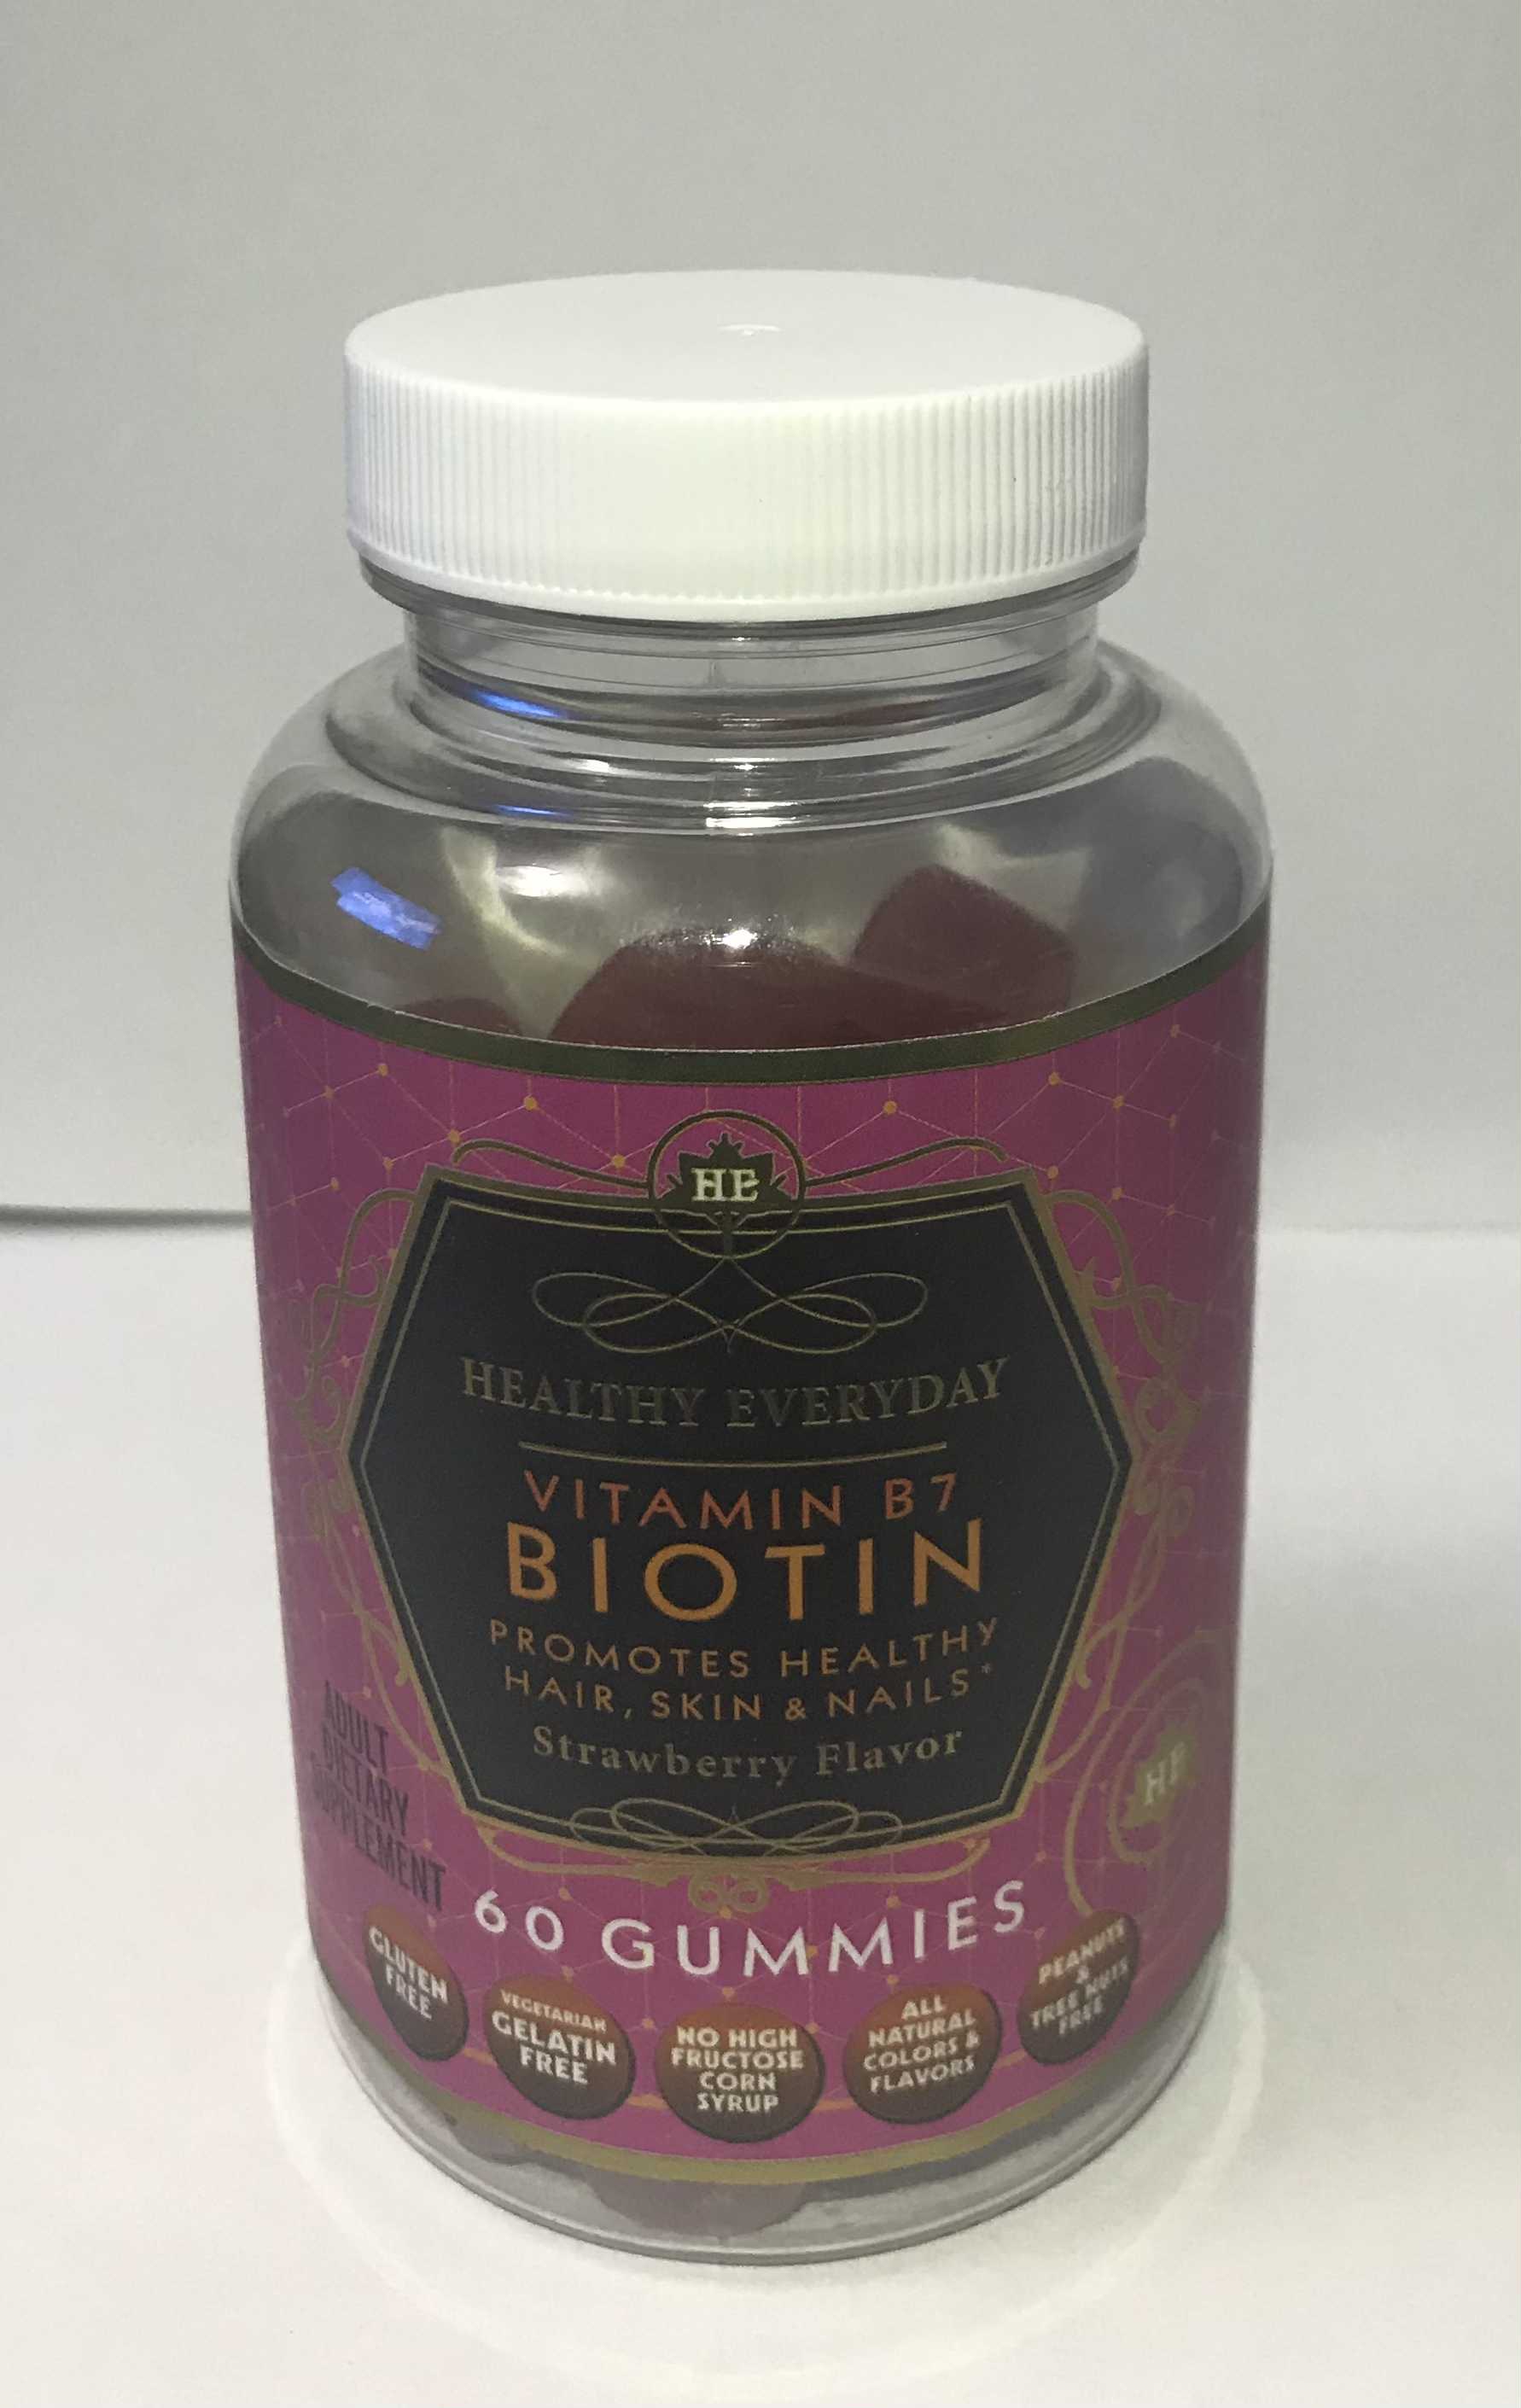 HE
HEALTHY EVERYDAY
VITAMIN B7
BIOTIN
PROMOTES HEALTHY
HAIR, SKIN & NAILS*
Strawberry Flavor
HE
ADULT
DIETARY
SUPPLEMENT
60 GUMMIES
GLUTEN
FREE
VEGETARIAN
GELATIN
FREE
NO HIGH
FRUCTOSE
CORN
SYRUP
ALL
NATURAL
COLORS &
FLAVORS
PEANUTS
&
TREE NUTS
FREE